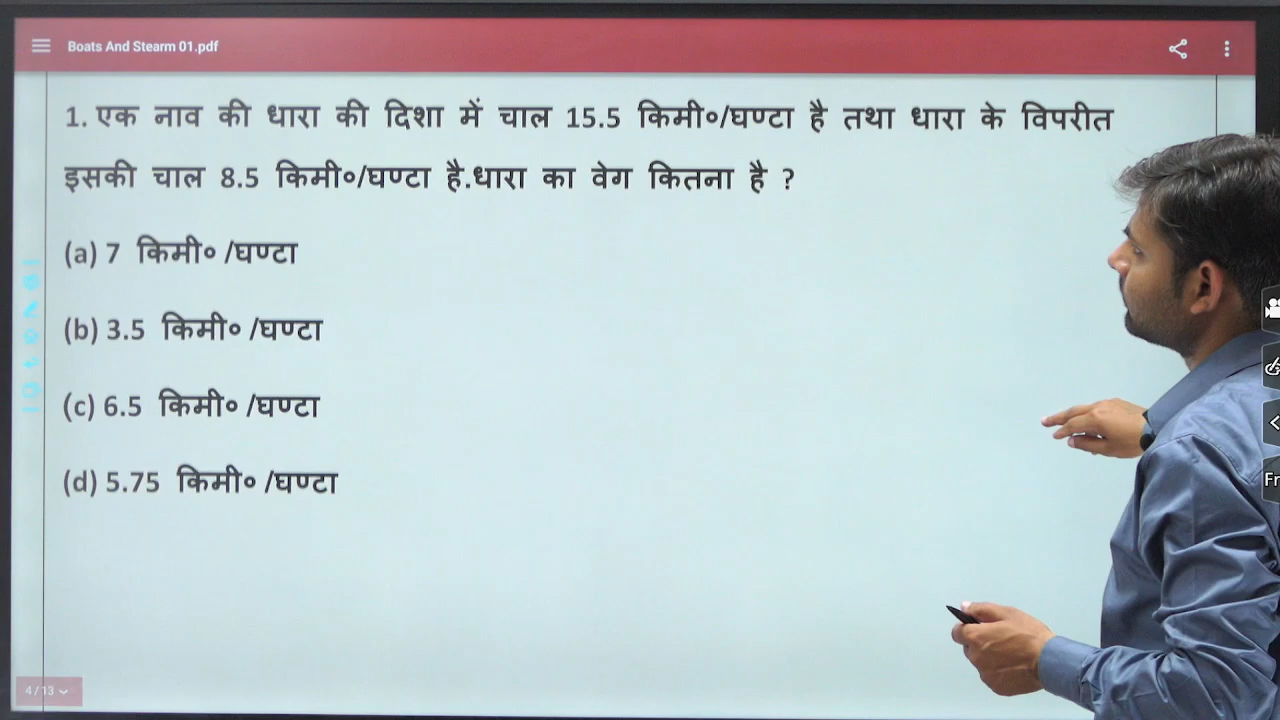 Boats And Stearm 01.pdf
1. एक नाव की धारा की दिशा में चाल 15.5 किमी०/घण्टा है तथा धारा के विपरीत
इसकी चाल 8.5 किमी०/घण्टा है.धारा का वेग कितना है ?
(a) 7 किमी० /घण्टा
(b) 3.5 किमी० /घण्टा
(c) 6.5 किमी० /घण्टा
(d) 5.75 किमी० /घण्टा
4 / 13
Fr